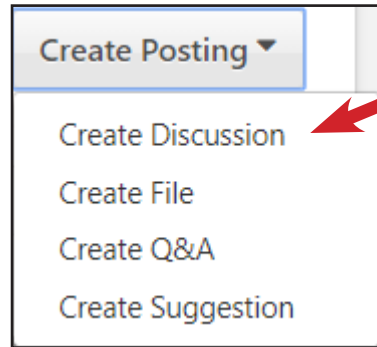 Create Posting
Create Discussion
Create File
Create Q&A
Create Suggestion